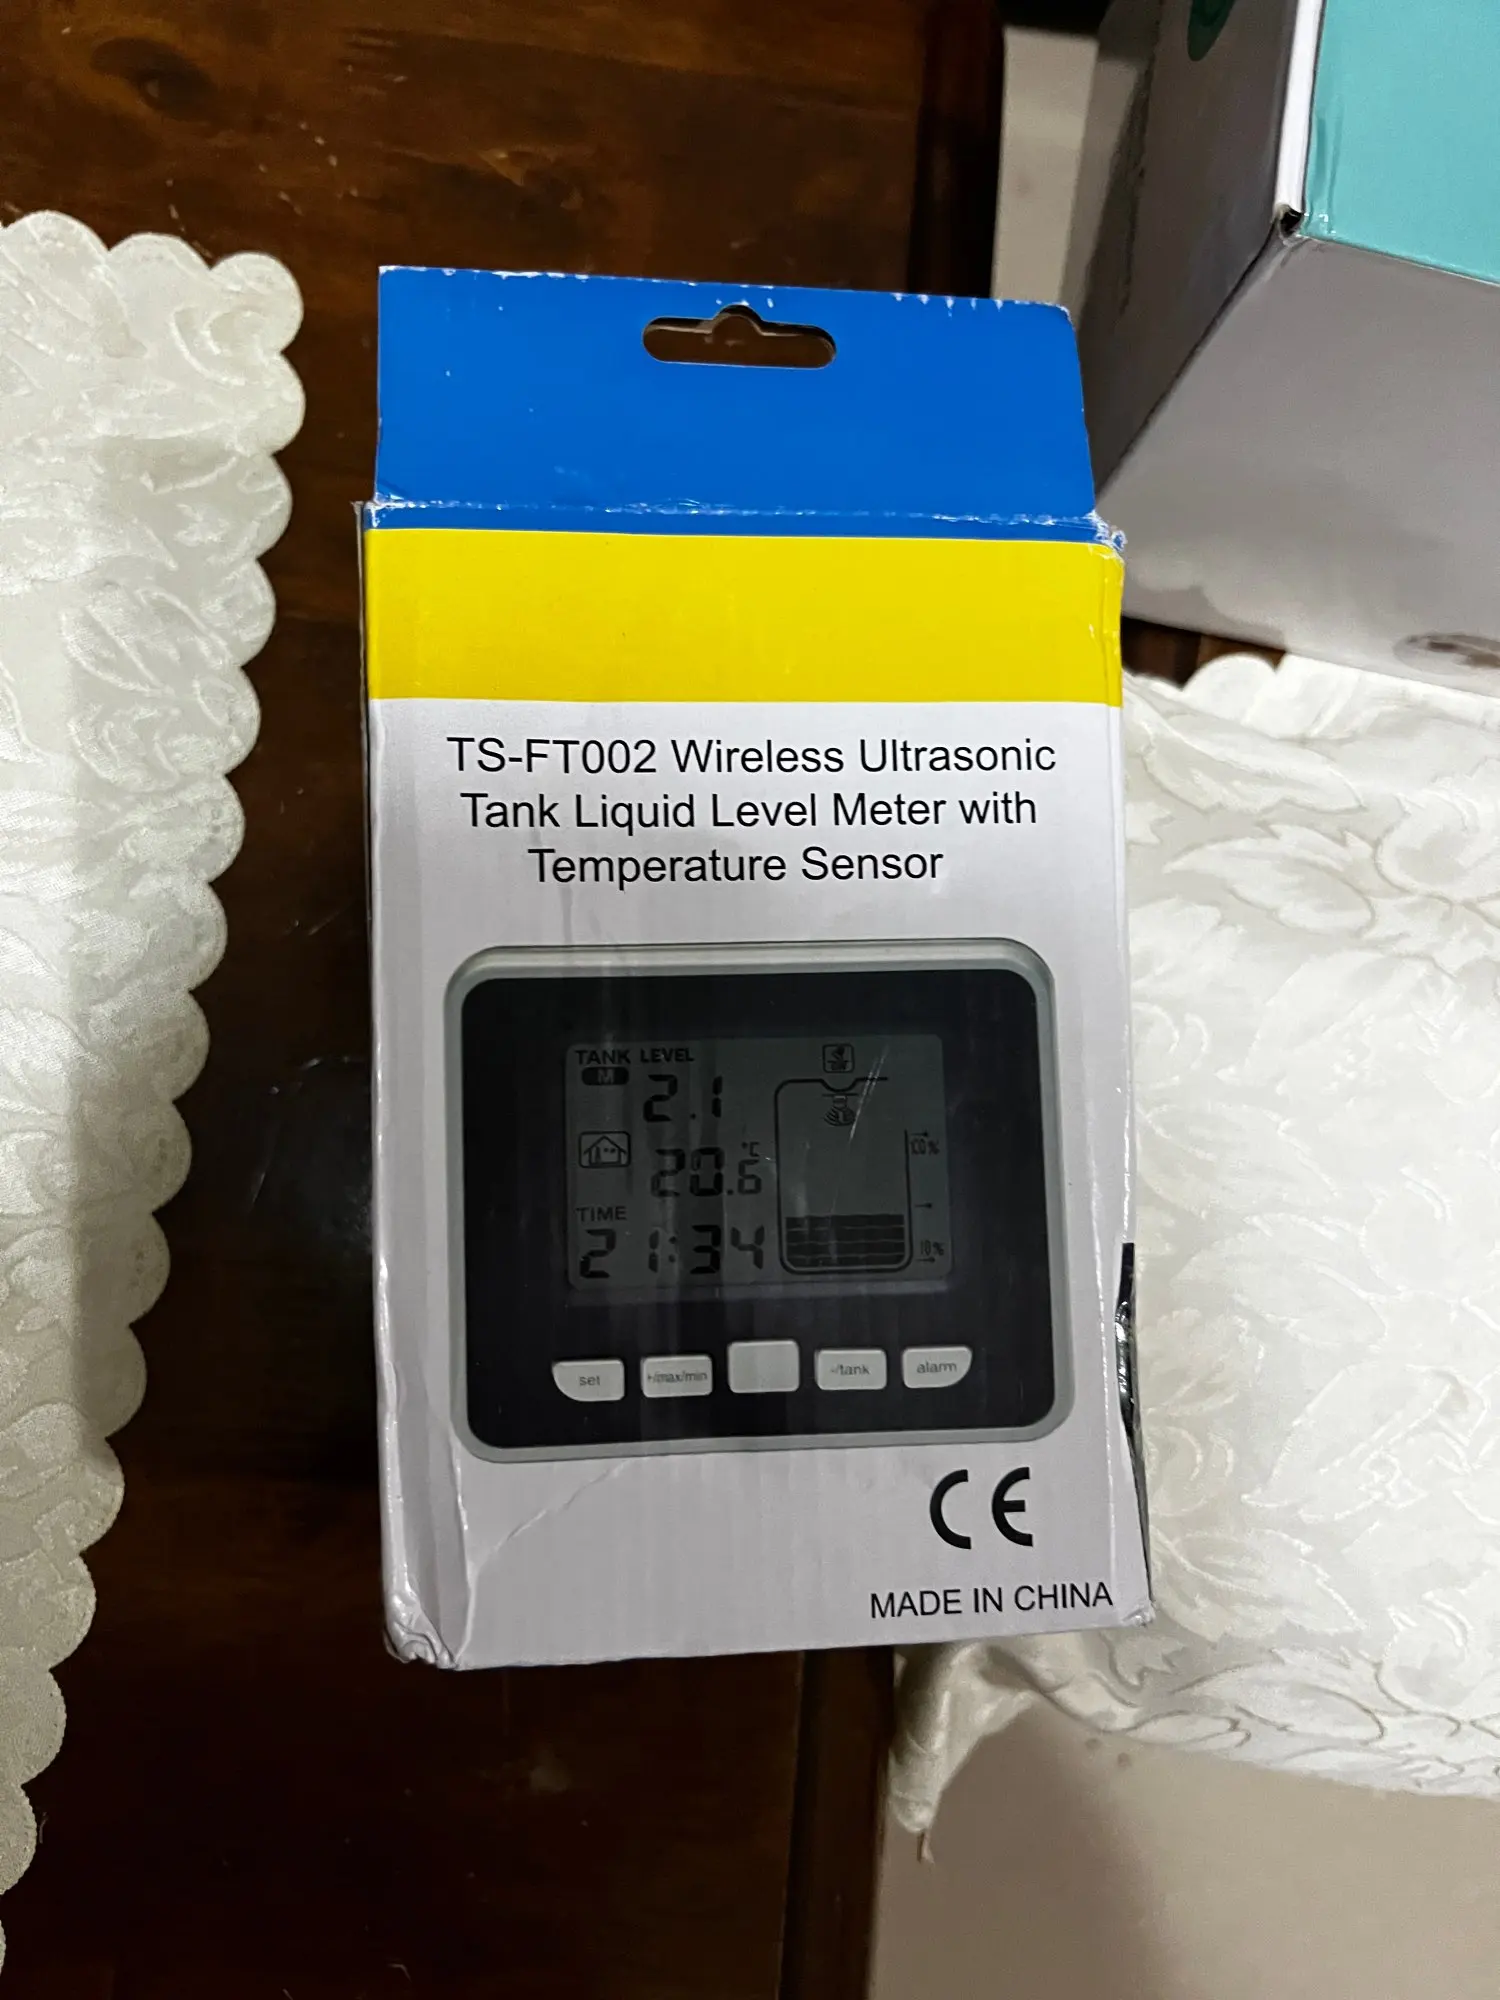 TS-FT002 Wireless Ultrasonic
Tank Liquid Level Meter with
Temperature Sensor
TANK LEVEL
M
2.1
20.6 °C
TIME
21:34
10%
set
+/max/min
-/tank
alarm
CE
MADE IN CHINA